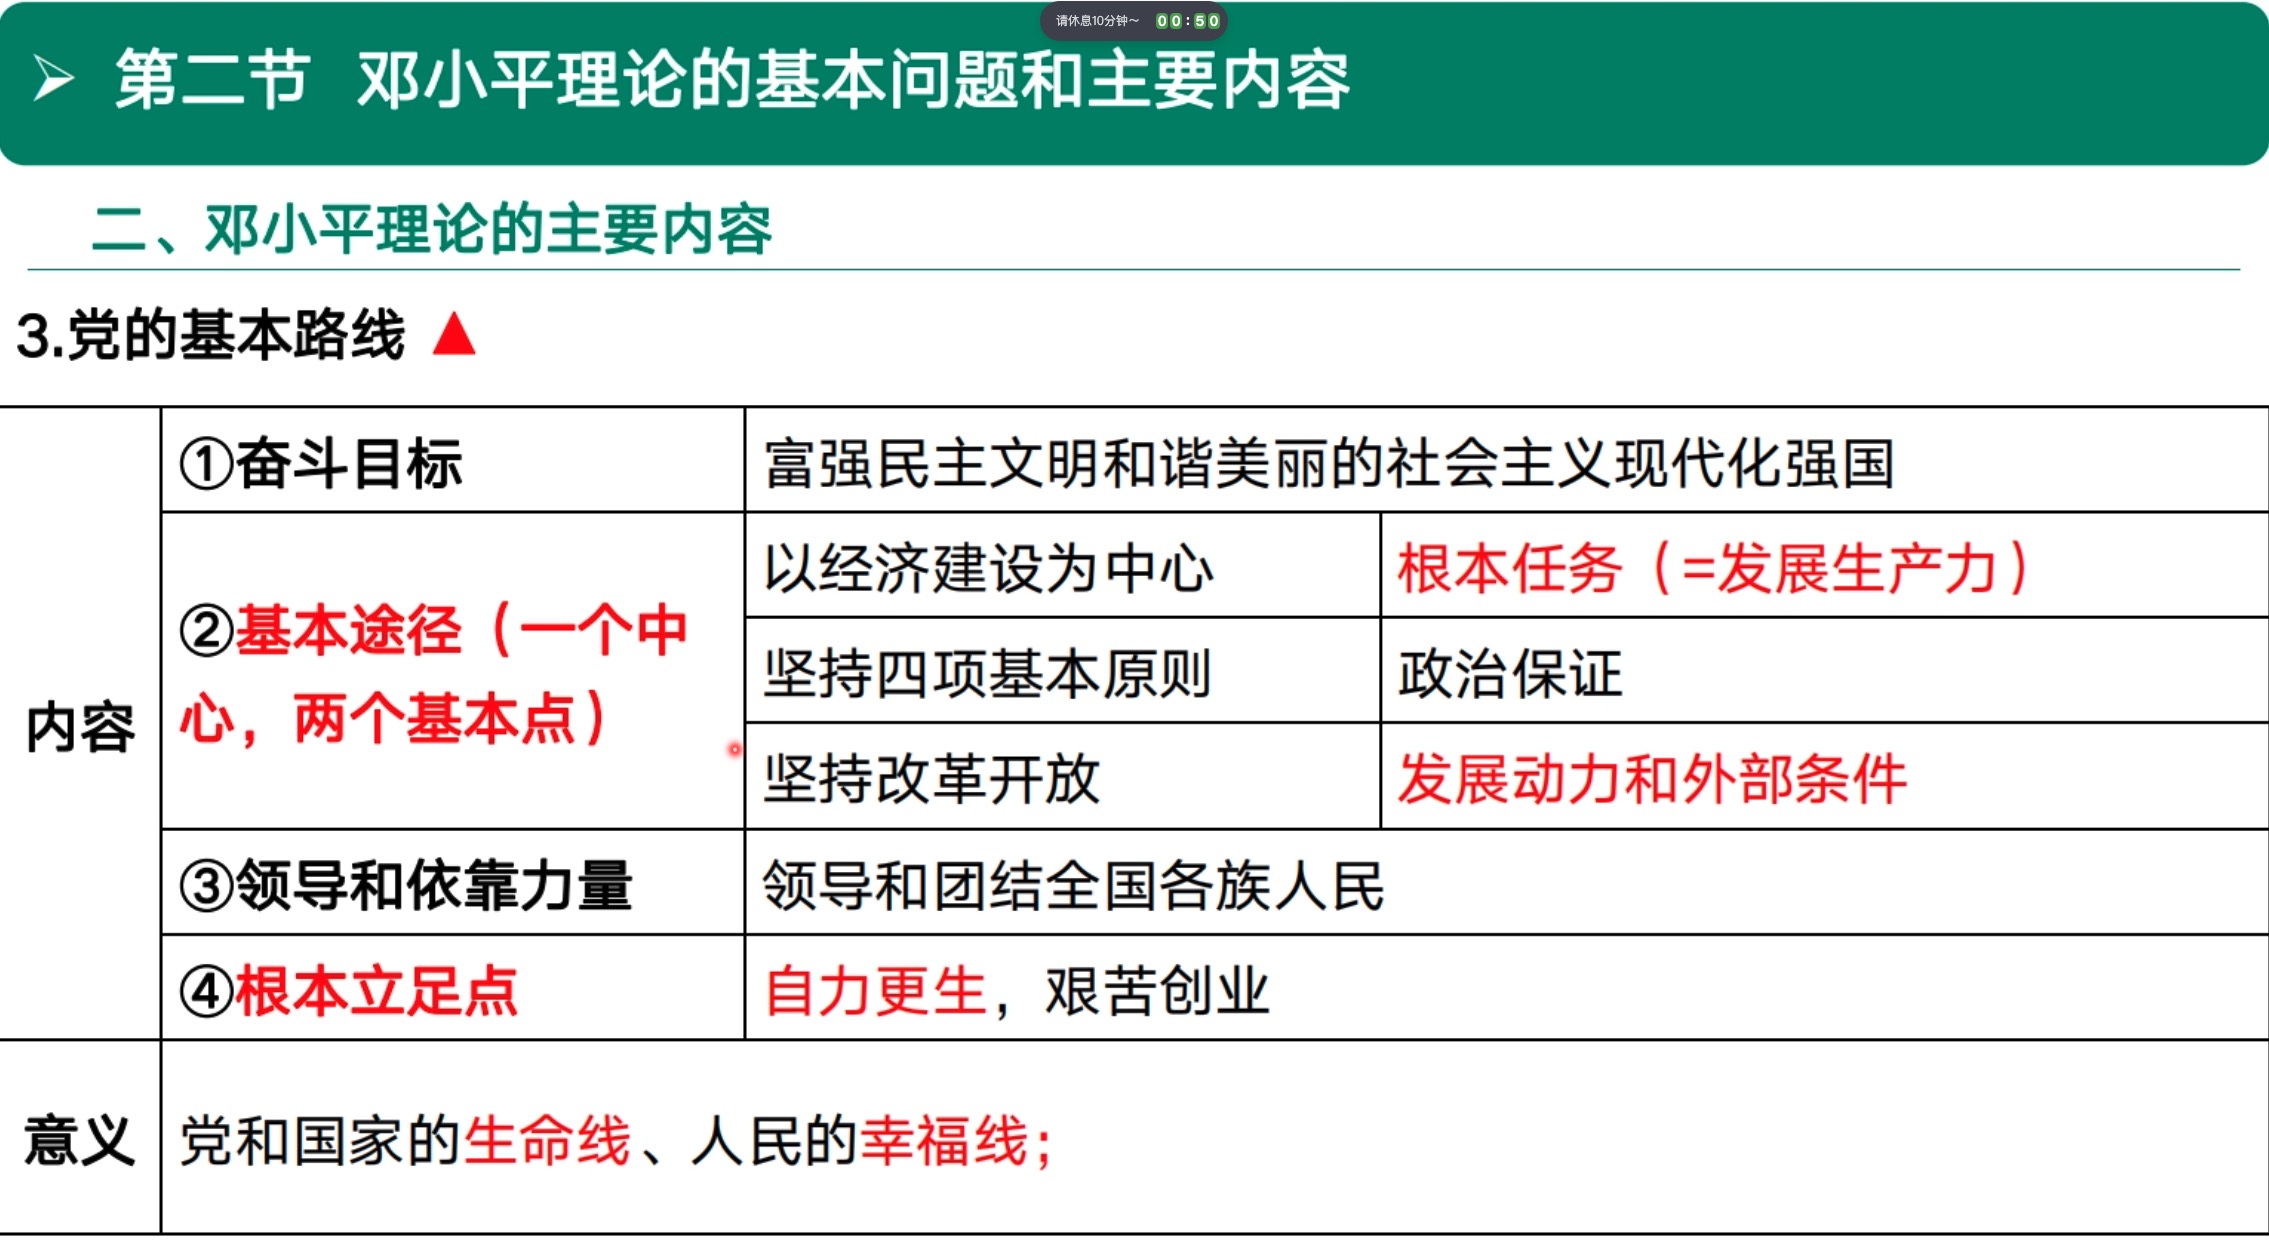 请休息10分钟～ 00:50
第二节 邓小平理论的基本问题和主要内容
二、邓小平理论的主要内容
3.党的基本路线
内容
①奋斗目标
富强民主文明和谐美丽的社会主义现代化强国
②基本途径（一个中
心，两个基本点）
以经济建设为中心
根本任务（=发展生产力）
坚持四项基本原则
政治保证
坚持改革开放
发展动力和外部条件
③领导和依靠力量
领导和团结全国各族人民
④根本立足点
自力更生，艰苦创业
意义
党和国家的生命线、人民的幸福线；